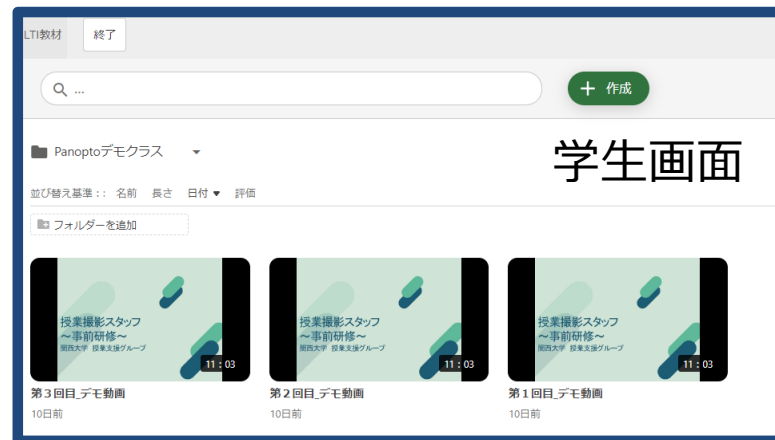 LTI教材 終了
...
＋ 作成
Panoptoデモクラス
学生画面
並び替え基準：: 名前 長さ 日付▼ 評価
フォルダーを追加
授業撮影スタッフ
～事前研修～
関西大学 授業支援グループ
11：03
第３回目_デモ動画
10日前
授業撮影スタッフ
～事前研修～
関西大学 授業支援グループ
11：03
第２回目_デモ動画
10日前
授業撮影スタッフ
～事前研修～
関西大学 授業支援グループ
11：03
第１回目_デモ動画
10日前